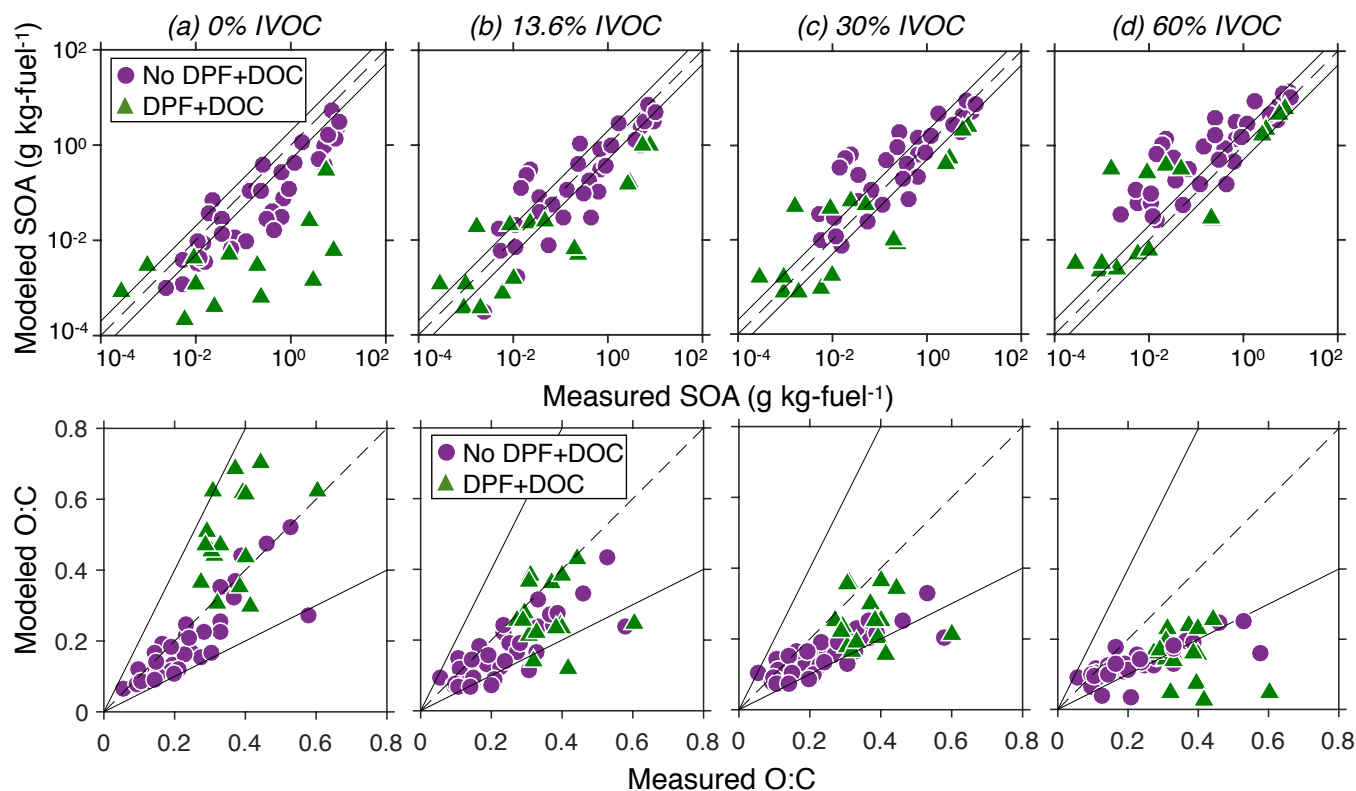 (a) 0% IVOC
(b) 13.6% IVOC
(c) 30% IVOC
(d) 60% IVOC
Modeled SOA (g kg-fuel⁻¹)
10²
10⁰
10⁻²
10⁻⁴
No DPF+DOC
DPF+DOC
10⁻⁴ 10⁻² 10⁰ 10²
10⁻⁴ 10⁻² 10⁰ 10²
10⁻⁴ 10⁻² 10⁰ 10²
10⁻⁴ 10⁻² 10⁰ 10²
Measured SOA (g kg-fuel⁻¹)
Modeled O:C
0.8
0.6
0.4
0.2
0
No DPF+DOC
DPF+DOC
0 0.2 0.4 0.6 0.8
0 0.2 0.4 0.6 0.8
0 0.2 0.4 0.6 0.8
0 0.2 0.4 0.6 0.8
Measured O:C